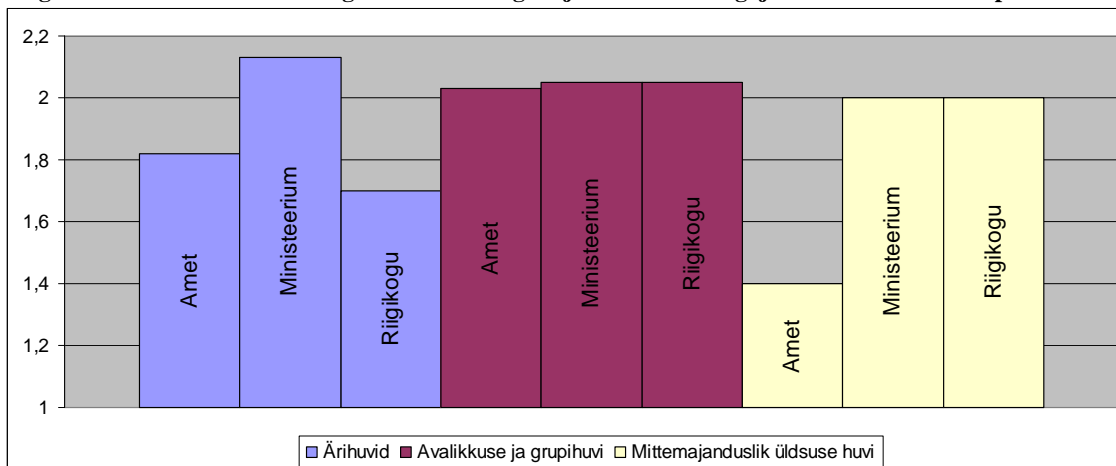 2,2
2
1,8
1,6
1,4
1,2
1
Amet
Ministeerium
Riigikogu
Amet
Ministeerium
Riigikogu
Amet
Ministeerium
Riigikogu
Ärihuvid Avalikkuse ja grupihuvi Mittemajanduslik üldsuse huvi